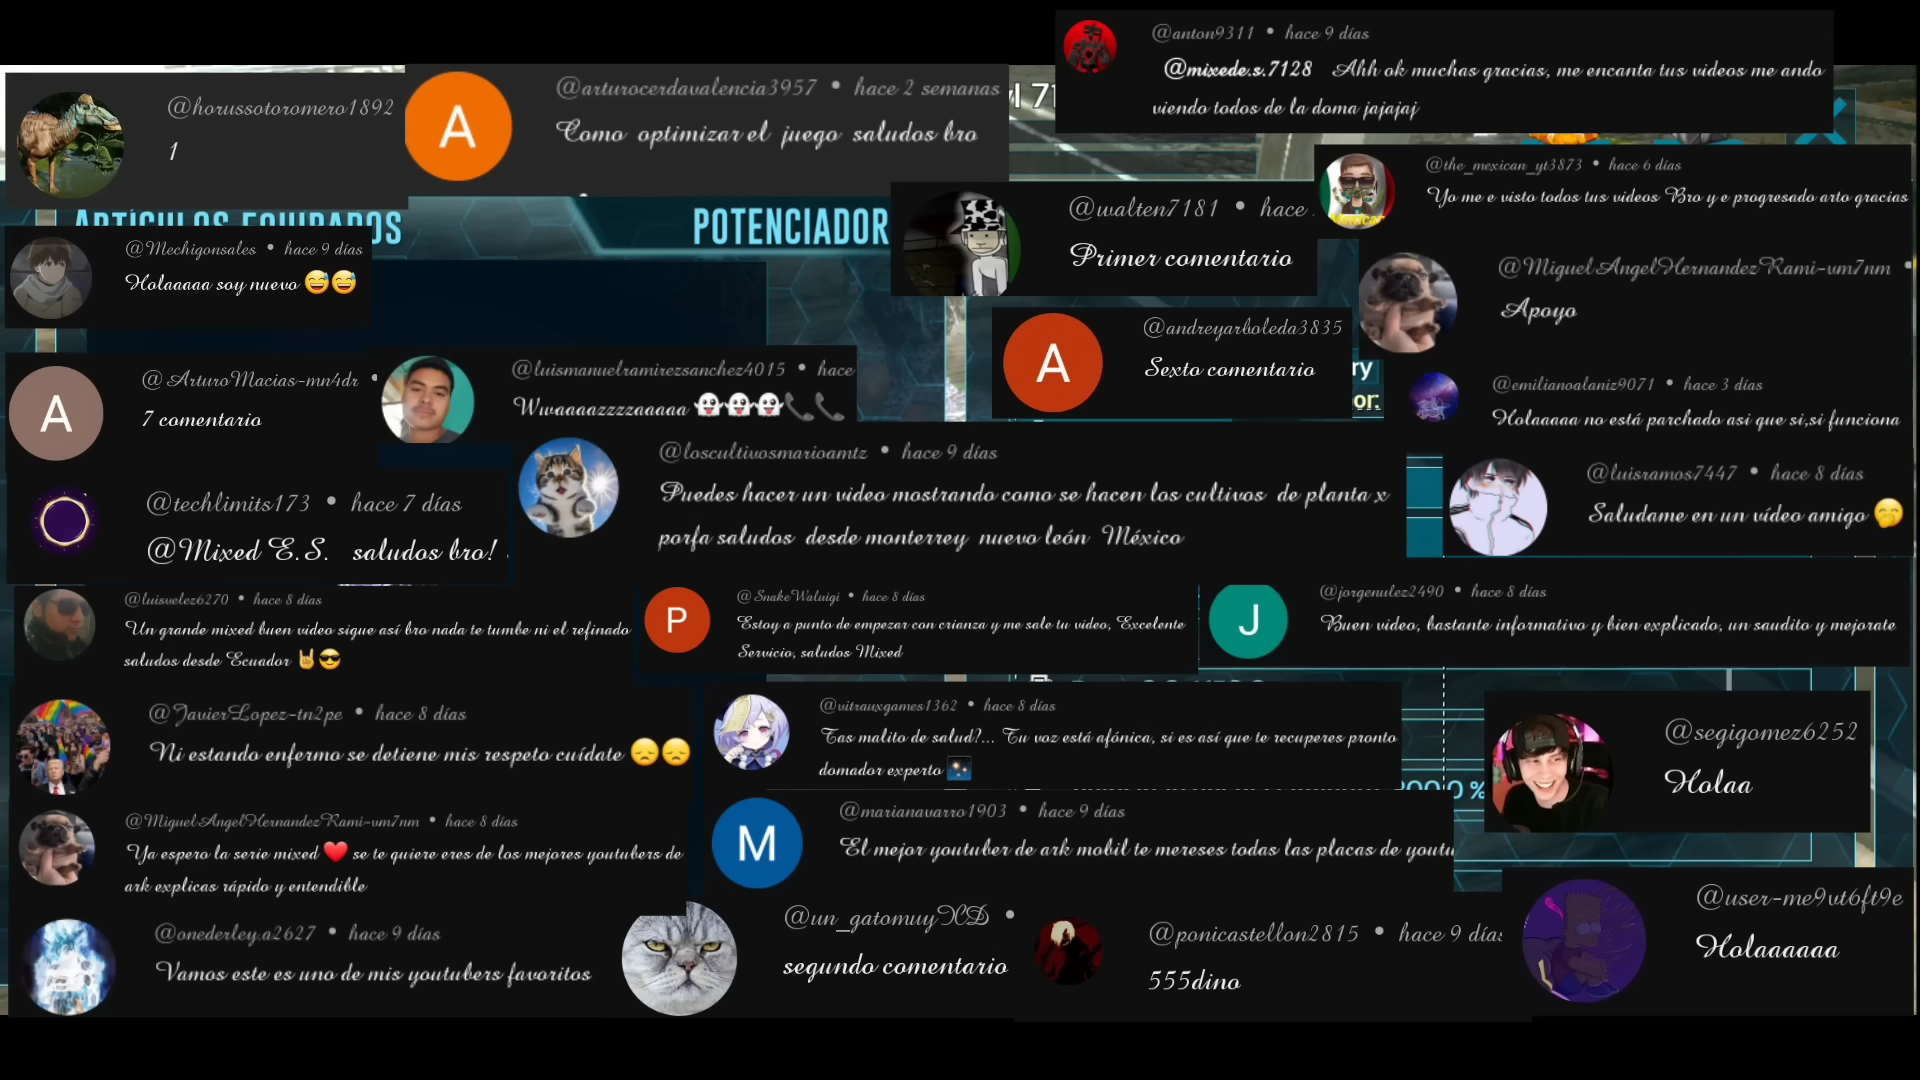 @anton9311 • hace 9 días
@mixede.s.7128 Ahh ok muchas gracias, me encanta tus videos me ando
viendo todos de la doma jajajaj
@horussotoromero1892
1
A
@arturocerdavalencia3957 • hace 2 semanas
Como optimizar el juego saludos bro
@the_mexican_yt3873 • hace 6 días
Yo me e visto todos tus videos Bro y e progresado arto gracias
ARTÍCULOS EQUIPADOS
POTENCIADOR
@walten7181 • hace
Primer comentario
@Mechigonsales • hace 9 días
Holaaaaa soy nuevo 😅😅
@MiguelAngelHernandezRami-vm7nm •
Apoyo
A
@andreyarboleda3835
Sexto comentario
A
@ArturoMacias-mn4dr •
7 comentario
@luismanuelramirezsanchez4015 • hace
Wwaaaazzzzaaaaa 👻👻👻📞📞
@emilianoalaniz9071 • hace 3 días
Holaaaaa no está parchado asi que si,si funciona
@loscultivosmarioamtz • hace 9 días
Puedes hacer un video mostrando como se hacen los cultivos de planta x
porfa saludos desde monterrey nuevo león México
@luisramos7447 • hace 8 días
Saludame en un vídeo amigo 🤭
@techlimits173 • hace 7 días
@Mixed E.S. saludos bro!
@luisvelez6270 • hace 8 días
Un grande mixed buen video sigue así bro nada te tumbe ni el refinado
saludos desde Ecuador 🤘😎
P
@SnakeWaluigi • hace 8 días
Estoy a punto de empezar con crianza y me sale tu video, Excelente
Servicio, saludos Mixed
J
@jorgenulez2490 • hace 8 días
Buen video, bastante informativo y bien explicado, un saudito y mejorate
@JavierLopez-tn2pe • hace 8 días
Ni estando enfermo se detiene mis respeto cuídate 😞😞
@vitrauxgames1362 • hace 8 días
Tas malito de salud?... Tu voz está afónica, si es así que te recuperes pronto
domador experto 🎇
@segigomez6252
Holaa
@MiguelAngelHernandezRami-vm7nm • hace 8 días
Ya espero la serie mixed ❤️ se te quiere eres de los mejores youtubers de
ark explicas rápido y entendible
M
@marianavarro1903 • hace 9 días
El mejor youtuber de ark mobil te mereses todas las placas de youtu
@onederley.a2627 • hace 9 días
Vamos este es uno de mis youtubers favoritos
@un_gatomuyXD •
segundo comentario
@ponicastellon2815 • hace 9 días
555dino
@user-me9ut6ft9e
Holaaaaaa